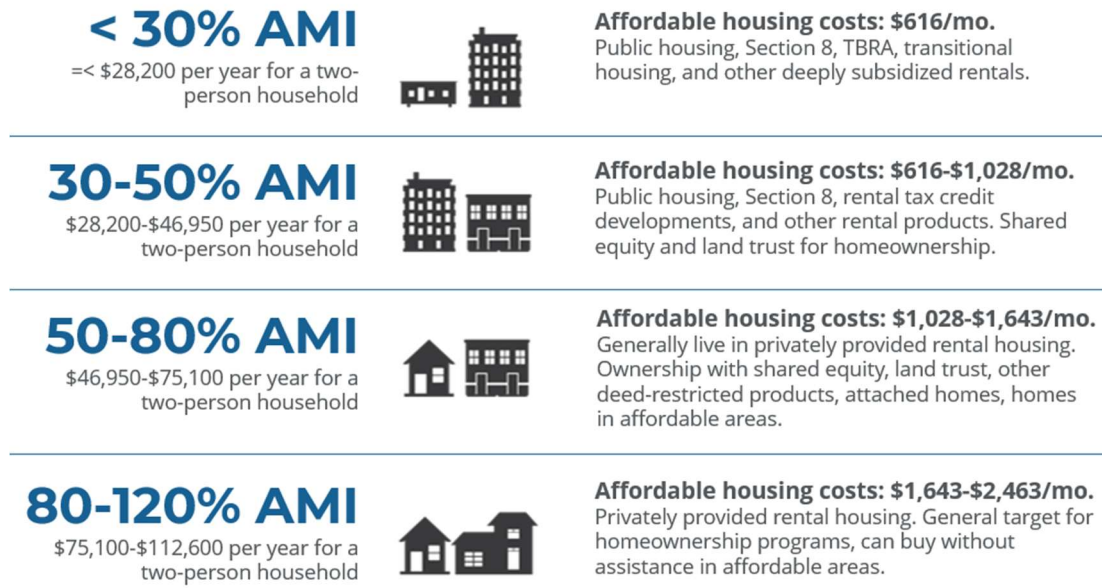 < 30% AMI
=< $28,200 per year for a two-
person household
Affordable housing costs: $616/mo.
Public housing, Section 8, TBRA, transitional
housing, and other deeply subsidized rentals.
30-50% AMI
$28,200-$46,950 per year for a
two-person household
Affordable housing costs: $616-$1,028/mo.
Public housing, Section 8, rental tax credit
developments, and other rental products. Shared
equity and land trust for homeownership.
50-80% AMI
$46,950-$75,100 per year for a
two-person household
Affordable housing costs: $1,028-$1,643/mo.
Generally live in privately provided rental housing.
Ownership with shared equity, land trust, other
deed-restricted products, attached homes, homes
in affordable areas.
80-120% AMI
$75,100-$112,600 per year for a
two-person household
Affordable housing costs: $1,643-$2,463/mo.
Privately provided rental housing. General target for
homeownership programs, can buy without
assistance in affordable areas.